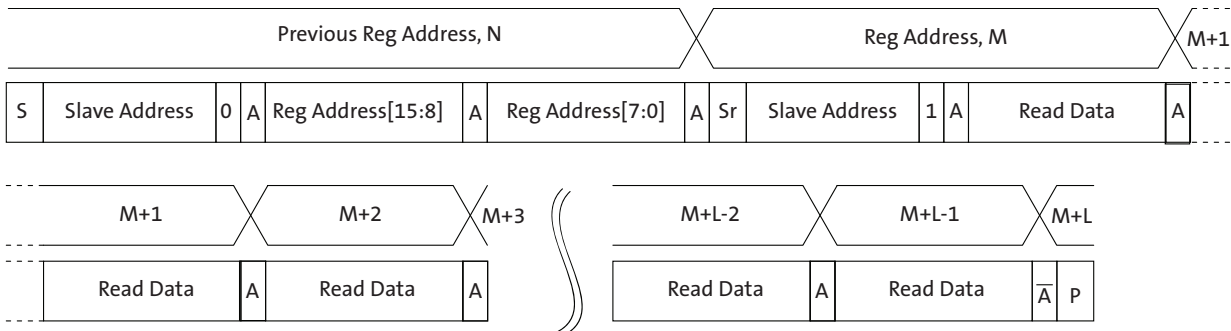 Previous Reg Address, N Reg Address, M M+1
S Slave Address 0 A Reg Address[15:8] A Reg Address[7:0] A Sr Slave Address 1 A Read Data A
M+1 M+2 M+3 M+L-2 M+L-1 M+L
Read Data A Read Data A Read Data A Read Data A̅ P